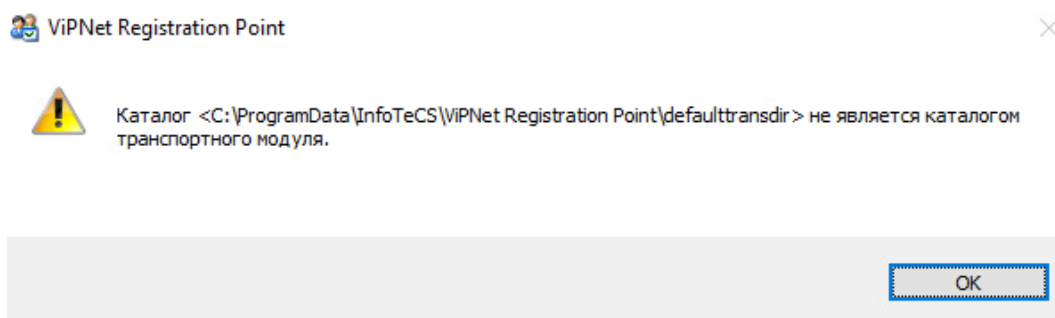 ViPNet Registration Point
Каталог <C:\ProgramData\InfoTeCS\ViPNet Registration Point\defaulttransdir> не является каталогом
транспортного модуля.
OK